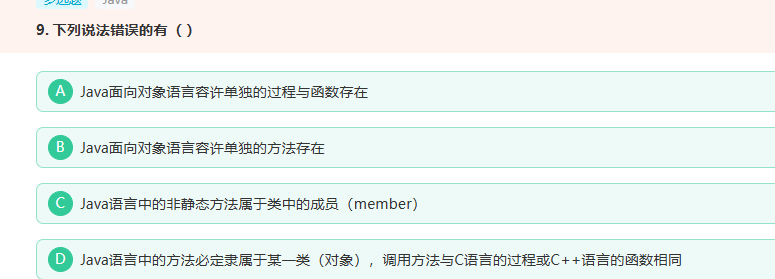 多选题 Java
9. 下列说法错误的有（ ）
A Java面向对象语言容许单独的过程与函数存在
B Java面向对象语言容许单独的方法存在
C Java语言中的非静态方法属于类中的成员（member）
D Java语言中的方法必定隶属于某一类（对象），调用方法与C语言的过程或C++语言的函数相同